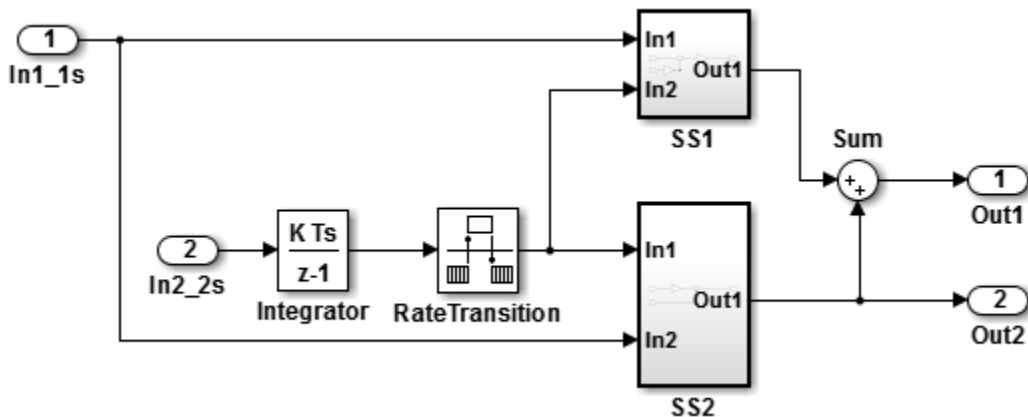 1
In1_1s
In1
In2
Out1
SS1
Sum
+
+
1
Out1
2
In2_2s
K Ts
z-1
Integrator
RateTransition
In1
Out1
In2
SS2
2
Out2